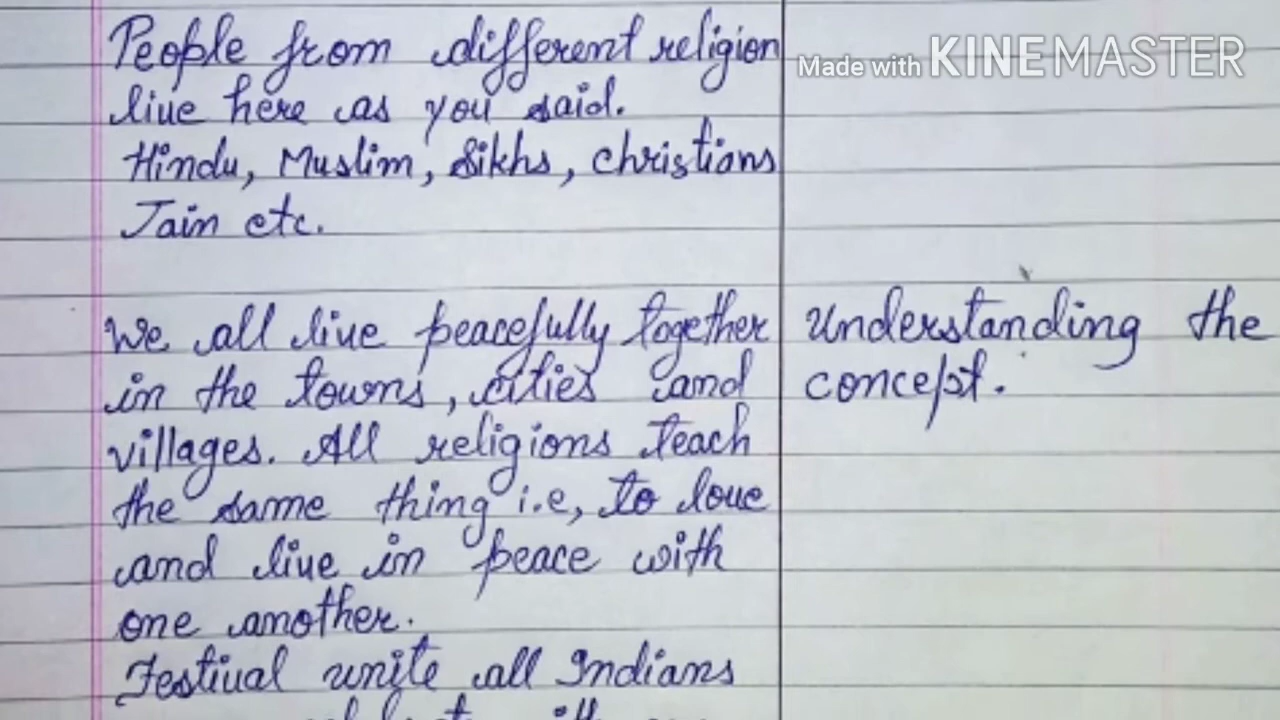 People from different religion
live here as you said.
Hindu, Muslim, Sikhs, Christians
Jain etc.
We all live peacefully together
in the towns, cities and
villages. All religions teach
the same thing i.e, to love
and live in peace with
one another.
Festival unite all Indians
Understanding the
concept.
Made with KINEMASTER